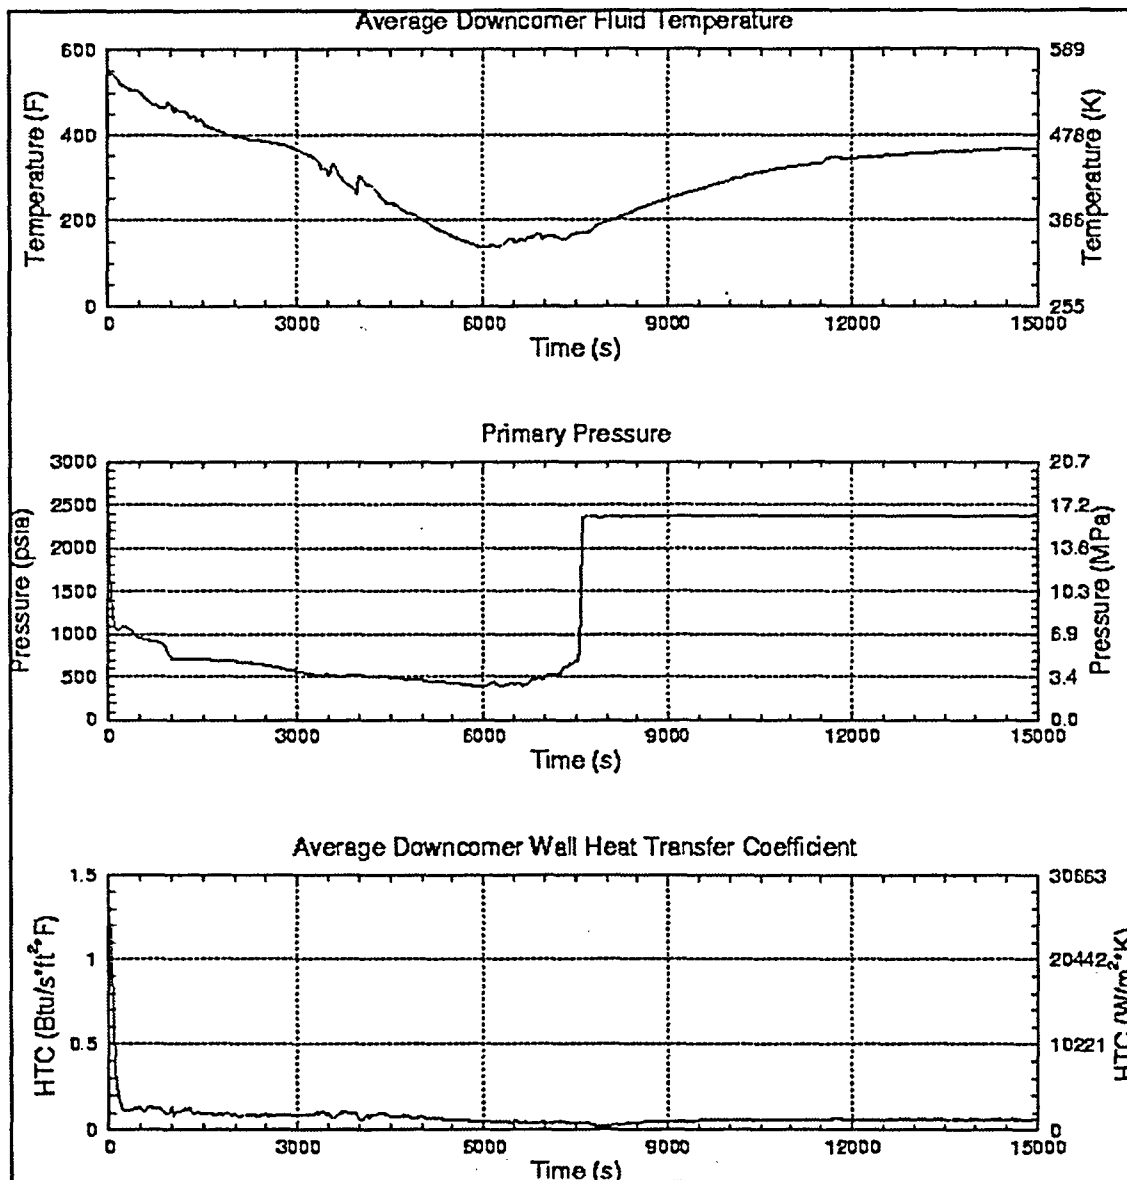 Average Downcomer Fluid Temperature
Temperature (F)
600
400
200
0
589
478
366
255
Temperature (K)
0 3000 6000 9000 12000 15000
Time (s)
Primary Pressure
Pressure (psia)
3000
2500
2000
1500
1000
500
0
20.7
17.2
13.8
10.3
6.9
3.4
0.0
Pressure (MPa)
0 3000 6000 9000 12000 15000
Time (s)
Average Downcomer Wall Heat Transfer Coefficient
HTC (Btu/s*ft²*F)
1.5
1
0.5
0
30663
20442
10221
0
HTC (W/m²*K)
0 3000 6000 9000 12000 15000
Time (s)